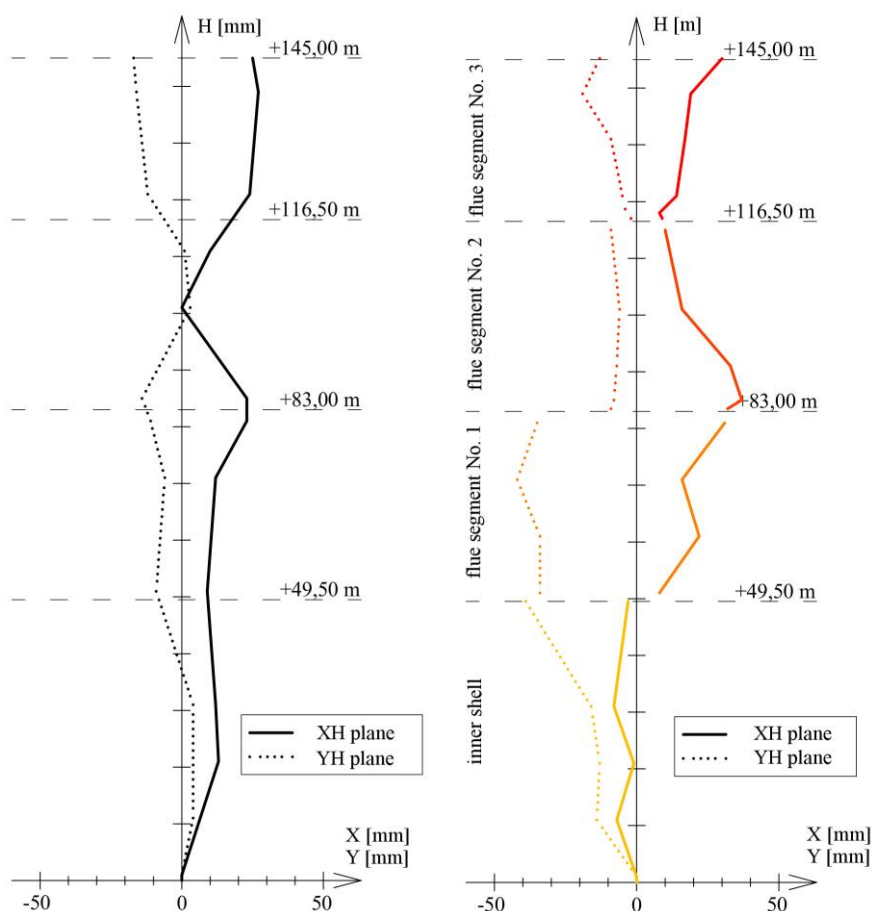 H [mm]
+145,00 m
+116,50 m
+83,00 m
+49,50 m
XH plane
YH plane
X [mm]
Y [mm]
-50
0
50
H [m]
+145,00 m
flue segment No. 3
+116,50 m
flue segment No. 2
+83,00 m
flue segment No. 1
+49,50 m
inner shell
XH plane
YH plane
X [mm]
Y [mm]
-50
0
50